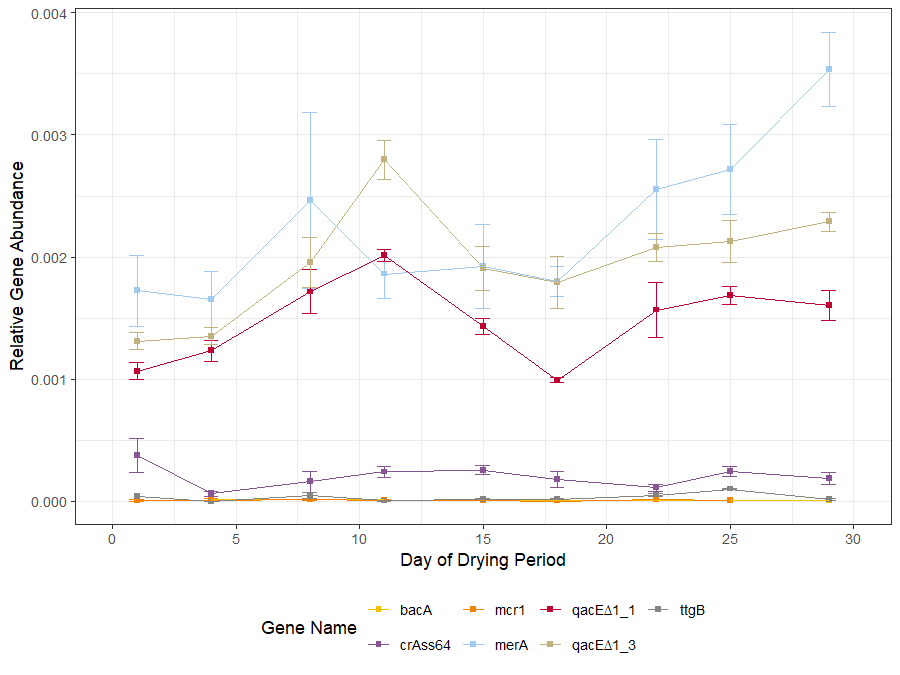 0.004
0.003
0.002
0.001
0.000
Relative Gene Abundance
0 5 10 15 20 25 30
Day of Drying Period
Gene Name
bacA mcr1 qacEΔ1_1 ttgB
crAss64 merA qacEΔ1_3